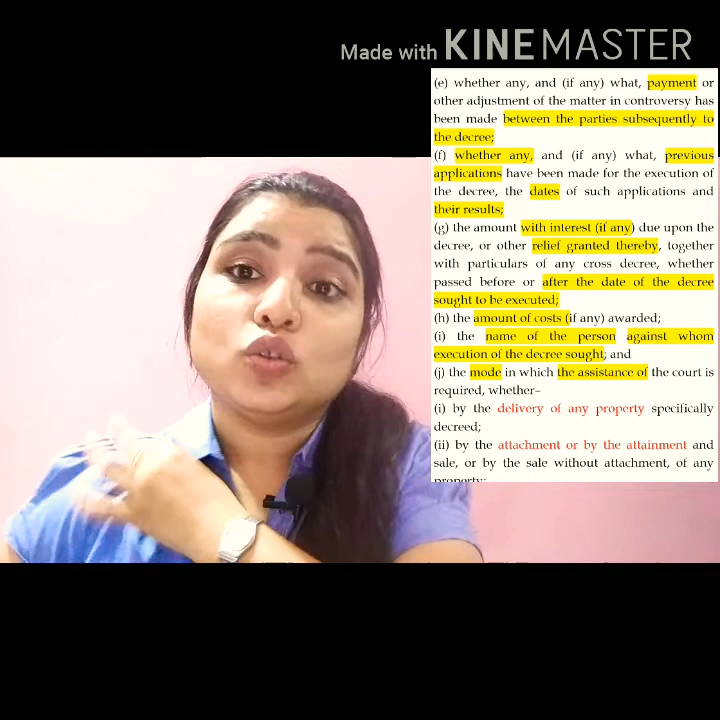 Made with KINEMASTER
(e) whether any, and (if any) what, payment or
other adjustment of the matter in controversy has
been made between the parties subsequently to
the decree;
(f) whether any, and (if any) what, previous
applications have been made for the execution of
the decree, the dates of such applications and
their results;
(g) the amount with interest (if any) due upon the
decree, or other relief granted thereby, together
with particulars of any cross decree, whether
passed before or after the date of the decree
sought to be executed;
(h) the amount of costs (if any) awarded;
(i) the name of the person against whom
execution of the decree sought; and
(j) the mode in which the assistance of the court is
required, whether–
(i) by the delivery of any property specifically
decreed;
(ii) by the attachment or by the attainment and
sale, or by the sale without attachment, of any
property;